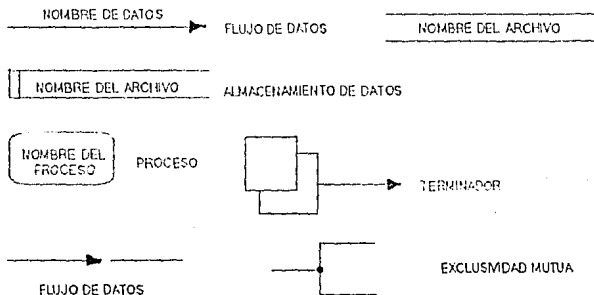 NOMBRE DE DATOS
FLUJO DE DATOS
NOMBRE DEL ARCHIVO
NOMBRE DEL ARCHIVO
ALMACENAMIENTO DE DATOS
NOMBRE DEL
PROCESO
PROCESO
TERMINADOR
FLUJO DE DATOS
EXCLUSIVIDAD MUTUA